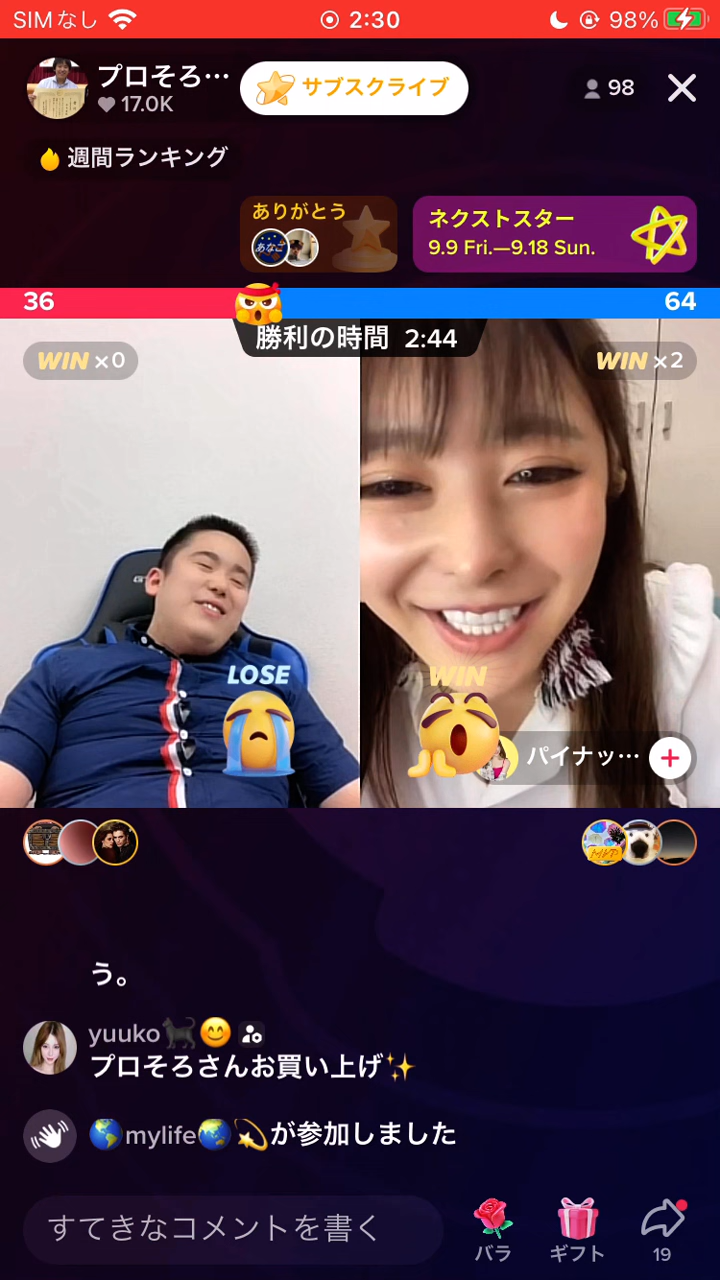 SIMなし 2:30 98%
プロそろ… サブスクライブ 98
17.0K
週間ランキング
ありがとう
あなご
ネクストスター
9.9 Fri.—9.18 Sun.
36 64
勝利の時間 2:44
WIN ×0 WIN ×2
LOSE WIN
パイナッ…
う。
yuuko🐈‍⬛😊
プロそろさんお買い上げ✨
🌎mylife🌏💫が参加しました
すてきなコメントを書く
バラ ギフト 19